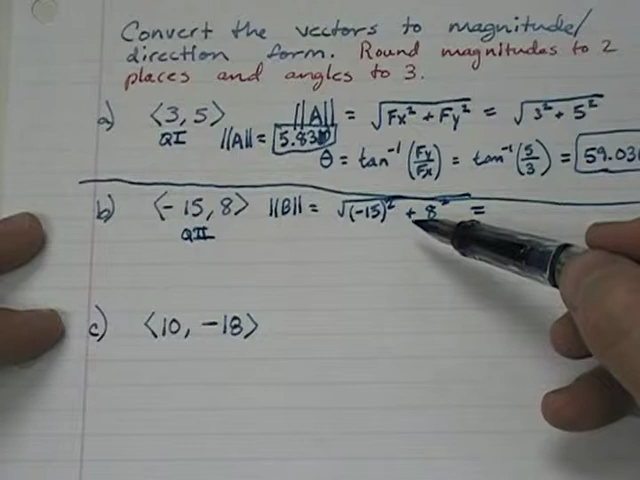 Convert the vectors to magnitude/
direction form. Round magnitudes to 2
places and angles to 3.
a) ⟨3, 5⟩ ||A|| = √(Fx² + Fy²) = √(3² + 5²)
QI ||A|| = 5.83
θ = tan⁻¹(Fy/Fx) = tan⁻¹(5/3) = 59.036
b) ⟨-15, 8⟩ ||B|| = √((-15)² + 8²) =
QII
c) ⟨10, -18⟩